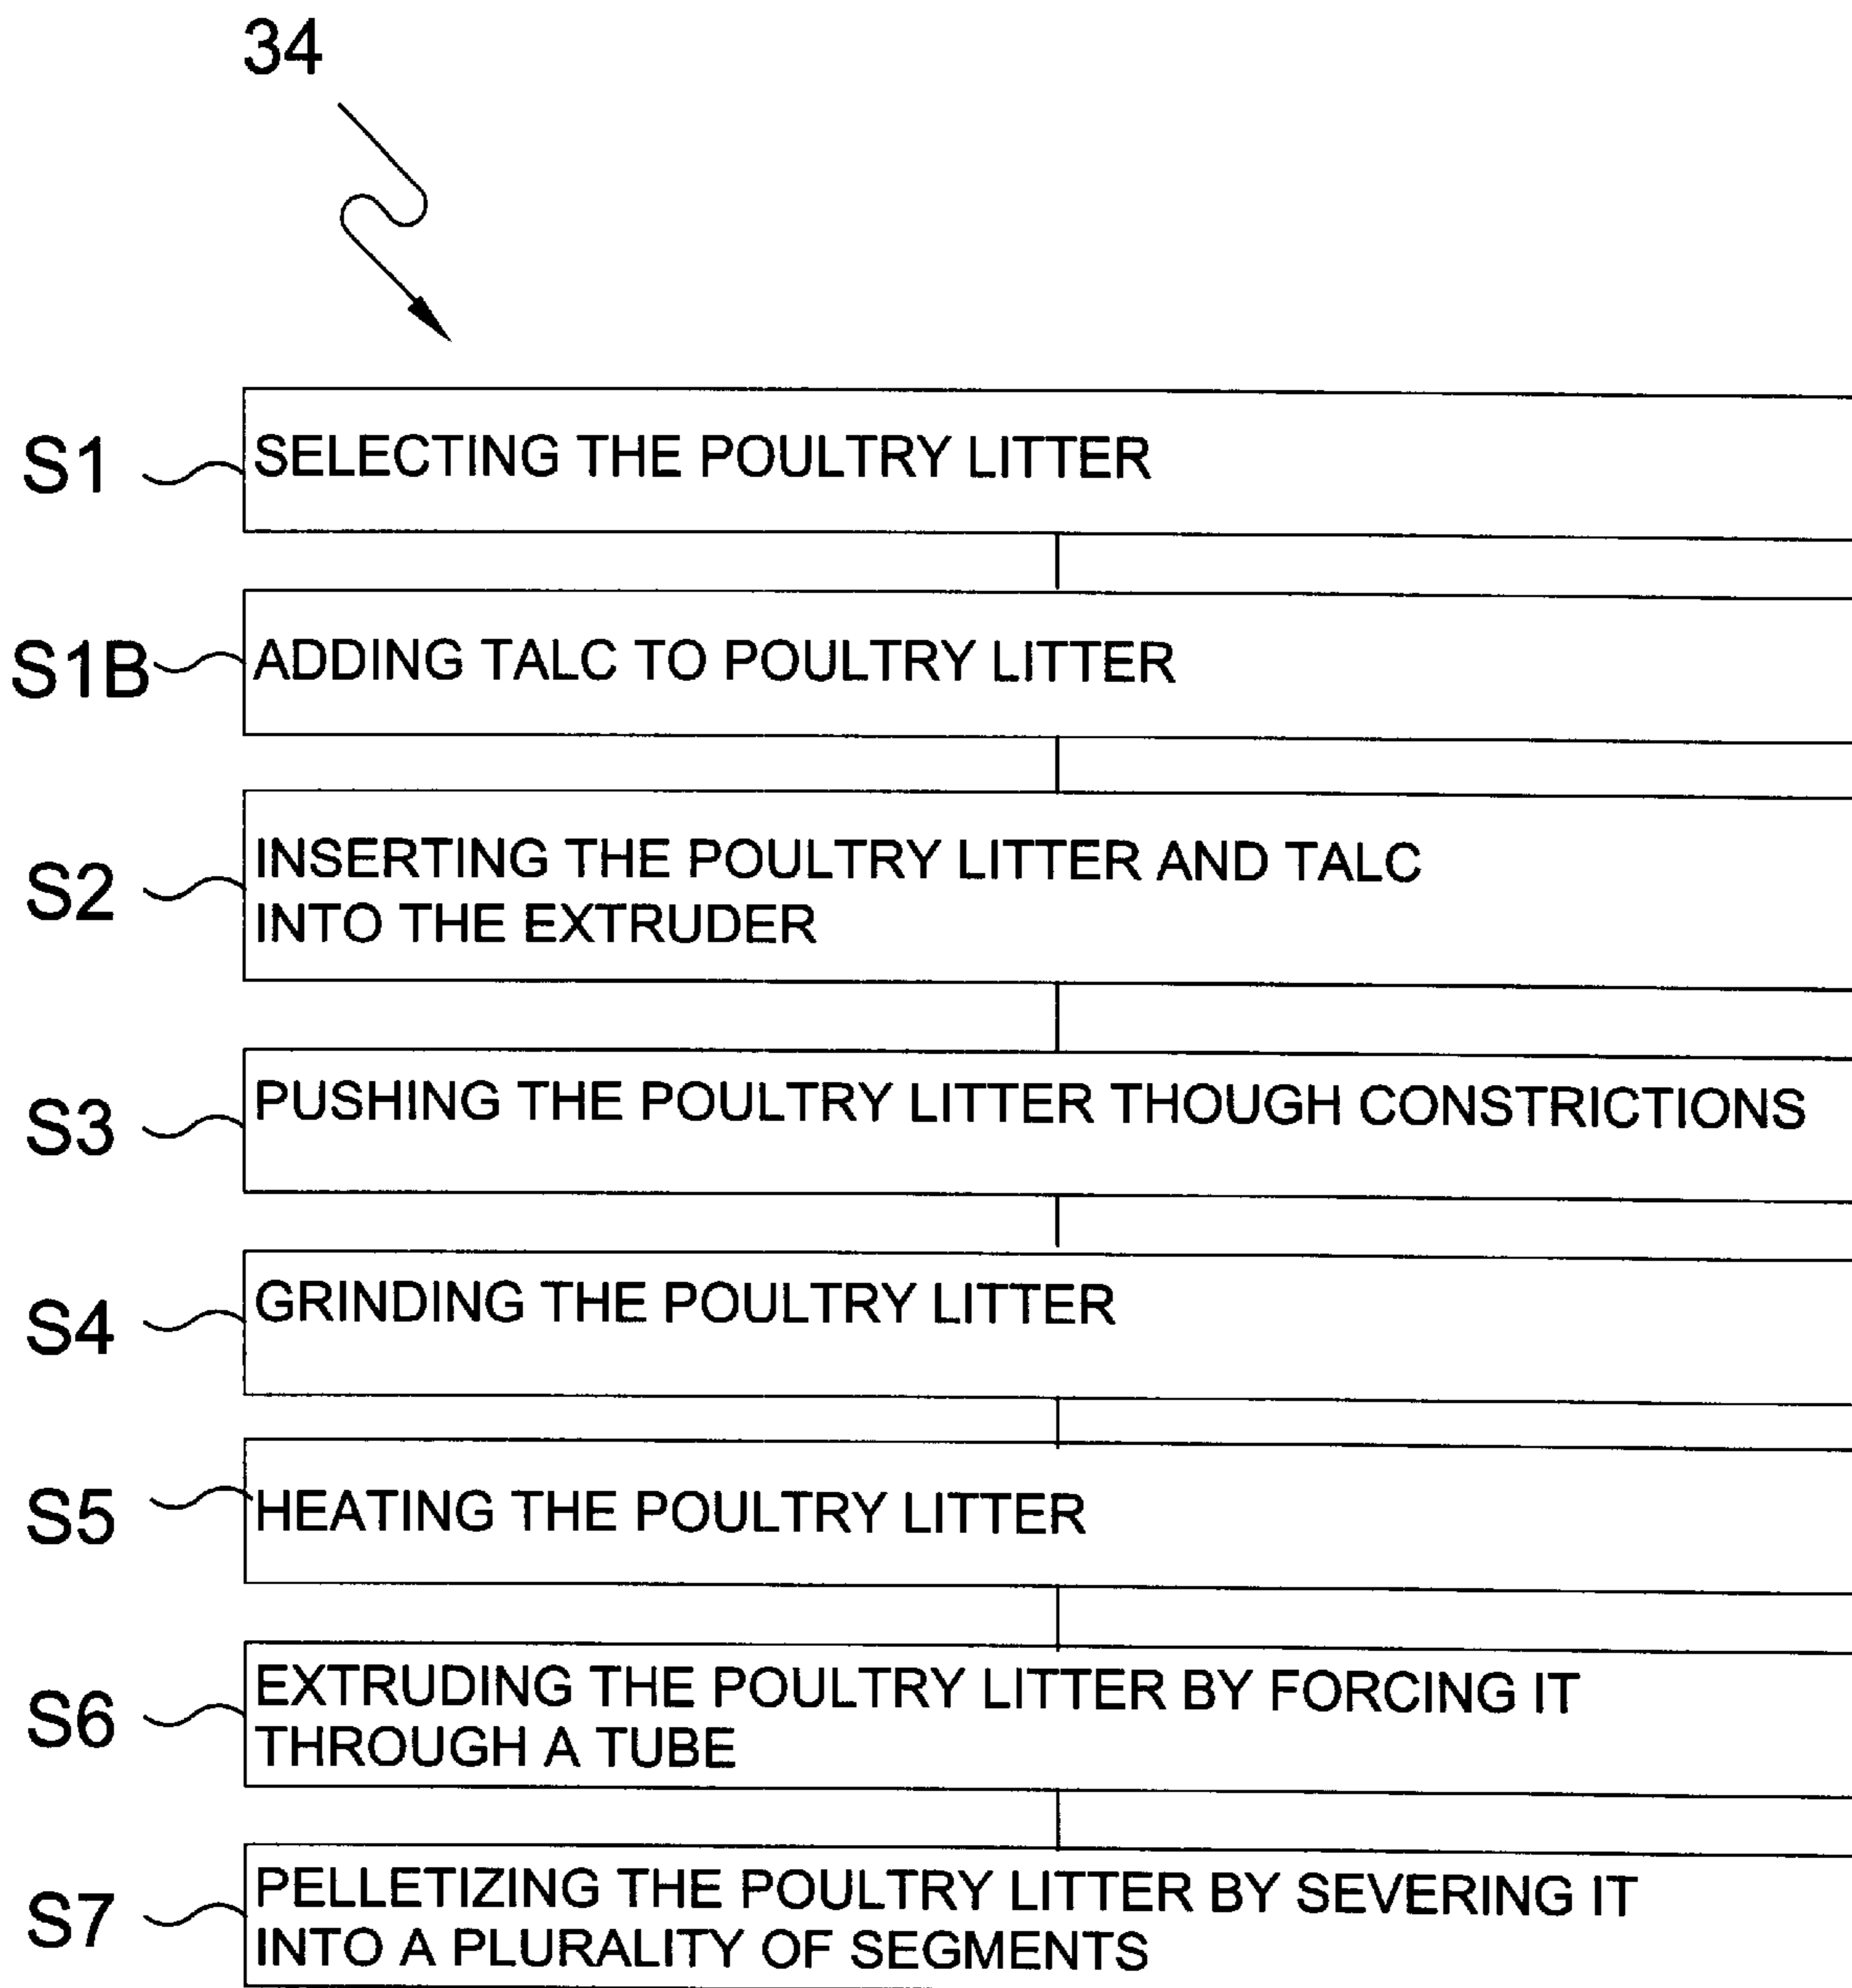 34
S1 SELECTING THE POULTRY LITTER
S1B ADDING TALC TO POULTRY LITTER
S2 INSERTING THE POULTRY LITTER AND TALC
INTO THE EXTRUDER
S3 PUSHING THE POULTRY LITTER THOUGH CONSTRICTIONS
S4 GRINDING THE POULTRY LITTER
S5 HEATING THE POULTRY LITTER
S6 EXTRUDING THE POULTRY LITTER BY FORCING IT
THROUGH A TUBE
S7 PELLETIZING THE POULTRY LITTER BY SEVERING IT
INTO A PLURALITY OF SEGMENTS